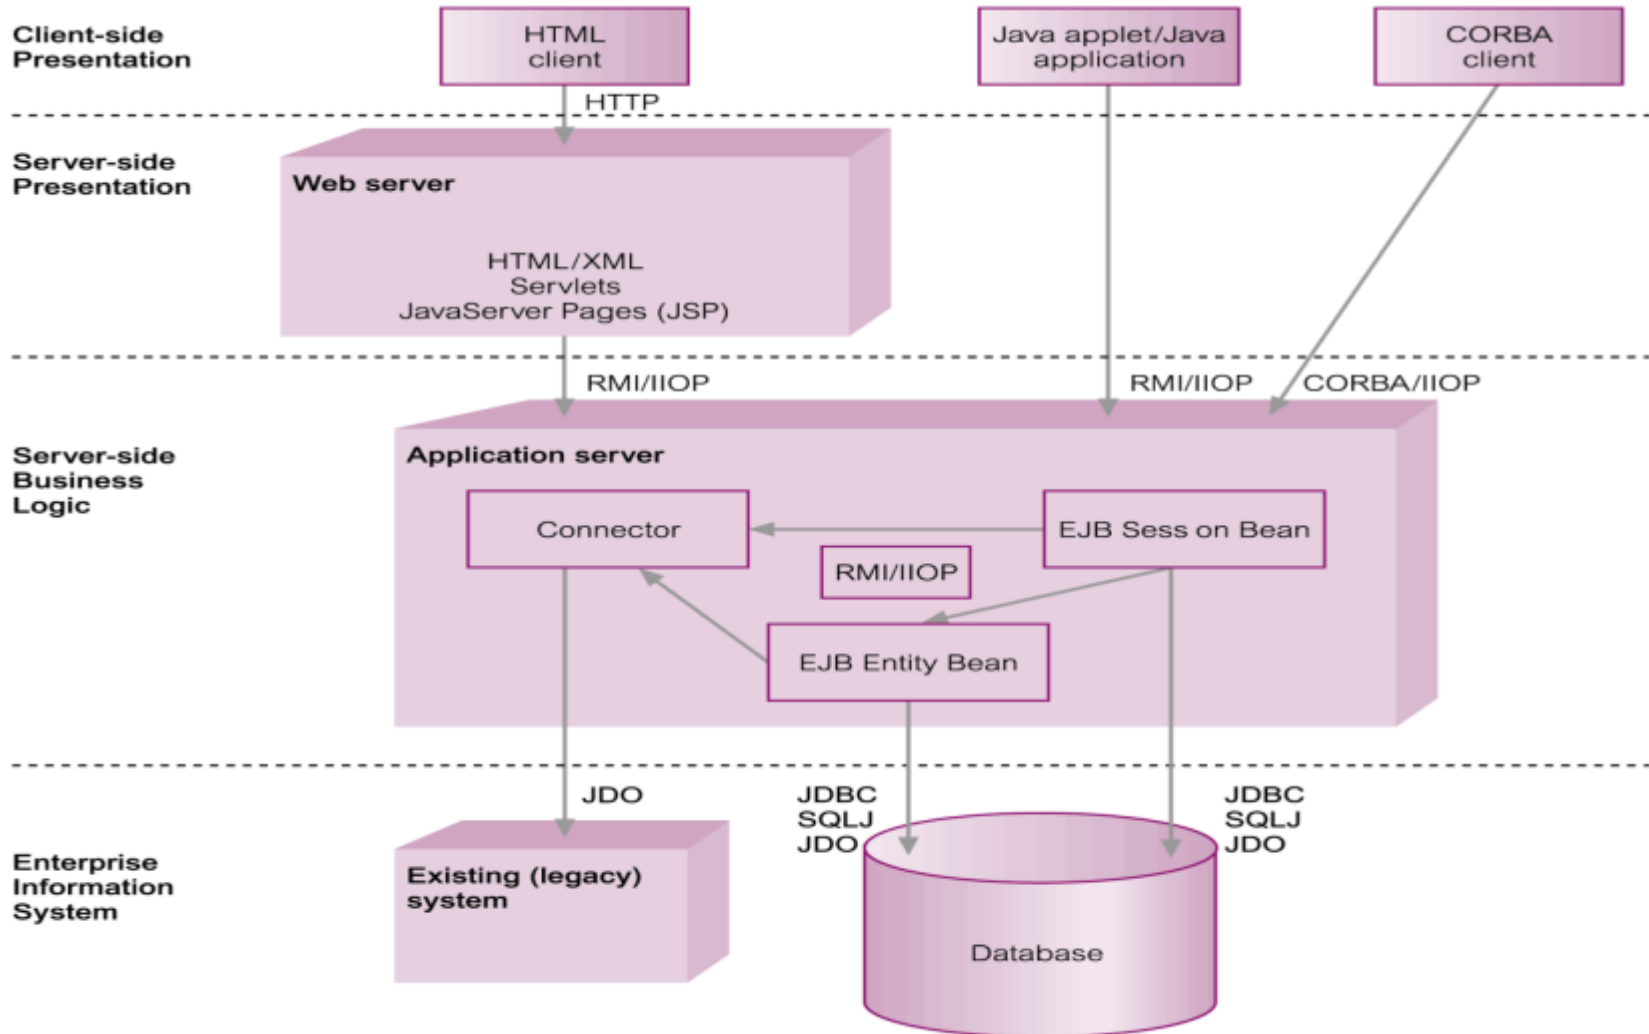 Client-side
Presentation
HTML
client
Java applet/Java
application
CORBA
client
HTTP
Server-side
Presentation
Web server
HTML/XML
Servlets
JavaServer Pages (JSP)
RMI/IIOP
RMI/IIOP
CORBA/IIOP
Server-side
Business
Logic
Application server
Connector
EJB Sess on Bean
RMI/IIOP
EJB Entity Bean
JDO
JDBC
SQLJ
JDO
JDBC
SQLJ
JDO
Enterprise
Information
System
Existing (legacy)
system
Database